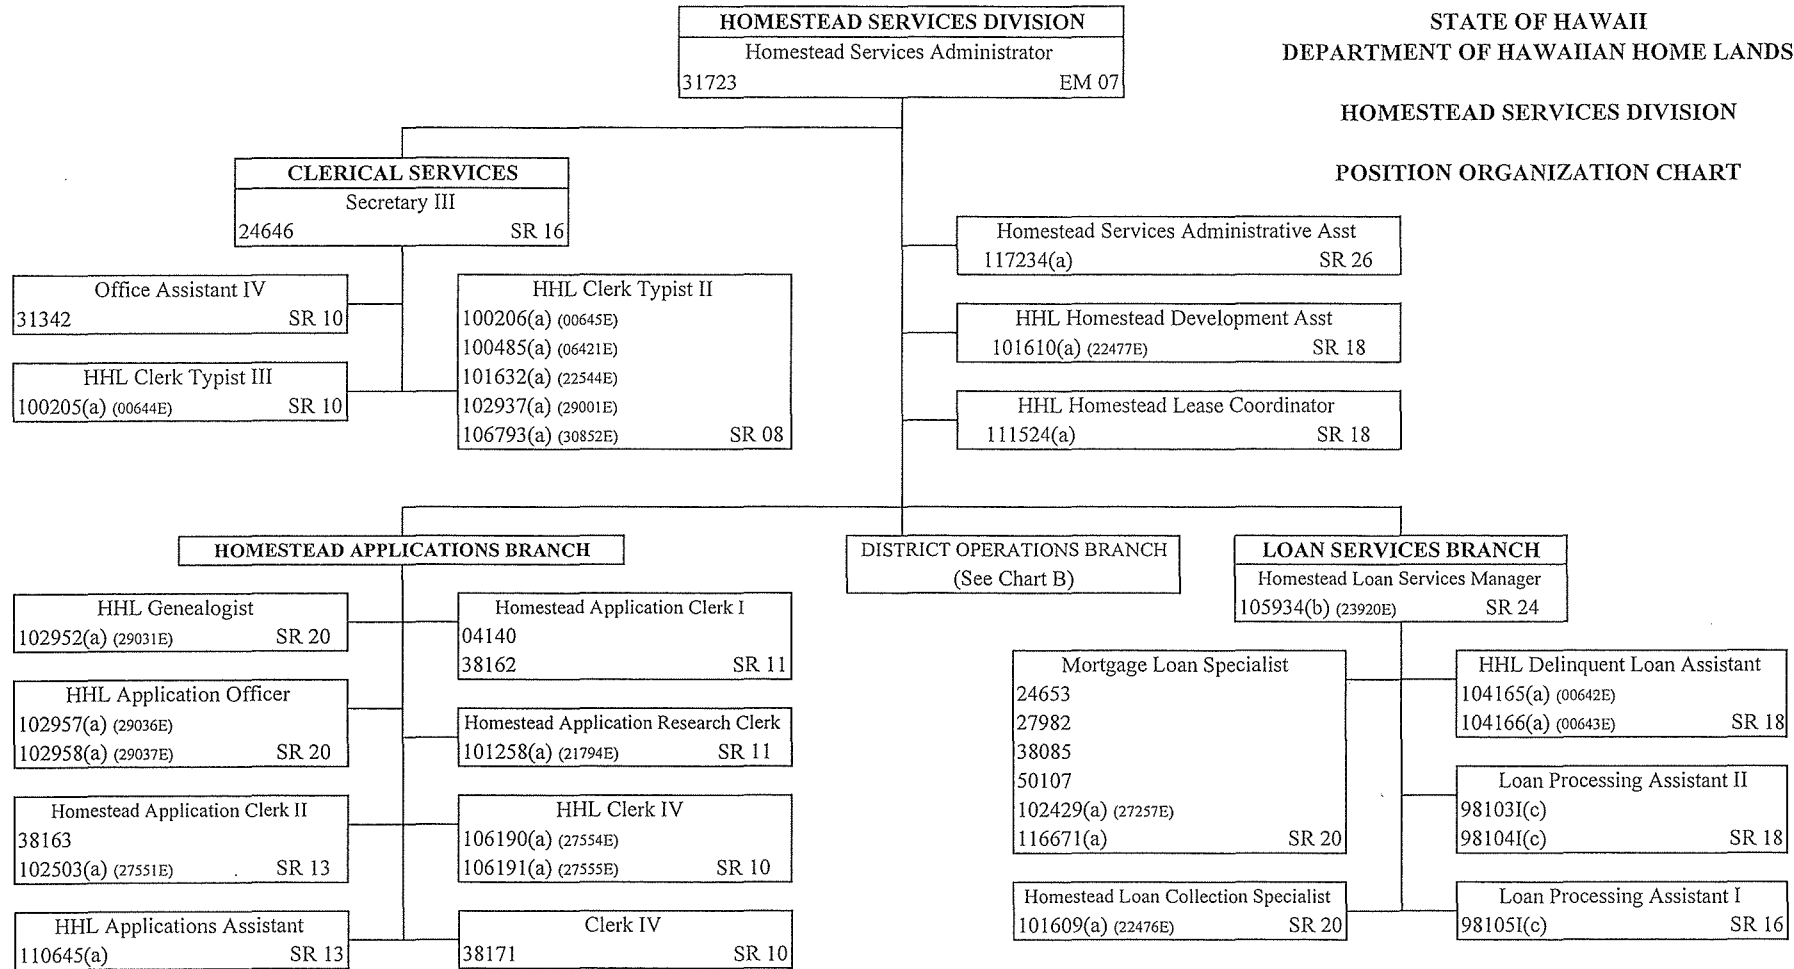 HOMESTEAD SERVICES DIVISION
Homestead Services Administrator
31723 EM 07
STATE OF HAWAII
DEPARTMENT OF HAWAIIAN HOME LANDS
HOMESTEAD SERVICES DIVISION
POSITION ORGANIZATION CHART
CLERICAL SERVICES
Secretary III
24646 SR 16
Office Assistant IV
31342 SR 10
HHL Clerk Typist III
100205(a) (00644E) SR 10
HHL Clerk Typist II
100206(a) (00645E)
100485(a) (06421E)
101632(a) (22544E)
102937(a) (29001E)
106793(a) (30852E) SR 08
Homestead Services Administrative Asst
117234(a) SR 26
HHL Homestead Development Asst
101610(a) (22477E) SR 18
HHL Homestead Lease Coordinator
111524(a) SR 18
HOMESTEAD APPLICATIONS BRANCH
HHL Genealogist
102952(a) (29031E) SR 20
HHL Application Officer
102957(a) (29036E)
102958(a) (29037E) SR 20
Homestead Application Clerk II
38163
102503(a) (27551E) SR 13
HHL Applications Assistant
110645(a) SR 13
Homestead Application Clerk I
04140
38162 SR 11
Homestead Application Research Clerk
101258(a) (21794E) SR 11
HHL Clerk IV
106190(a) (27554E)
106191(a) (27555E) SR 10
Clerk IV
38171 SR 10
DISTRICT OPERATIONS BRANCH
(See Chart B)
LOAN SERVICES BRANCH
Homestead Loan Services Manager
105934(b) (23920E) SR 24
Mortgage Loan Specialist
24653
27982
38085
50107
102429(a) (27257E)
116671(a) SR 20
Homestead Loan Collection Specialist
101609(a) (22476E) SR 20
HHL Delinquent Loan Assistant
104165(a) (00642E)
104166(a) (00643E) SR 18
Loan Processing Assistant II
98103I(c)
98104I(c) SR 18
Loan Processing Assistant I
98105I(c) SR 16